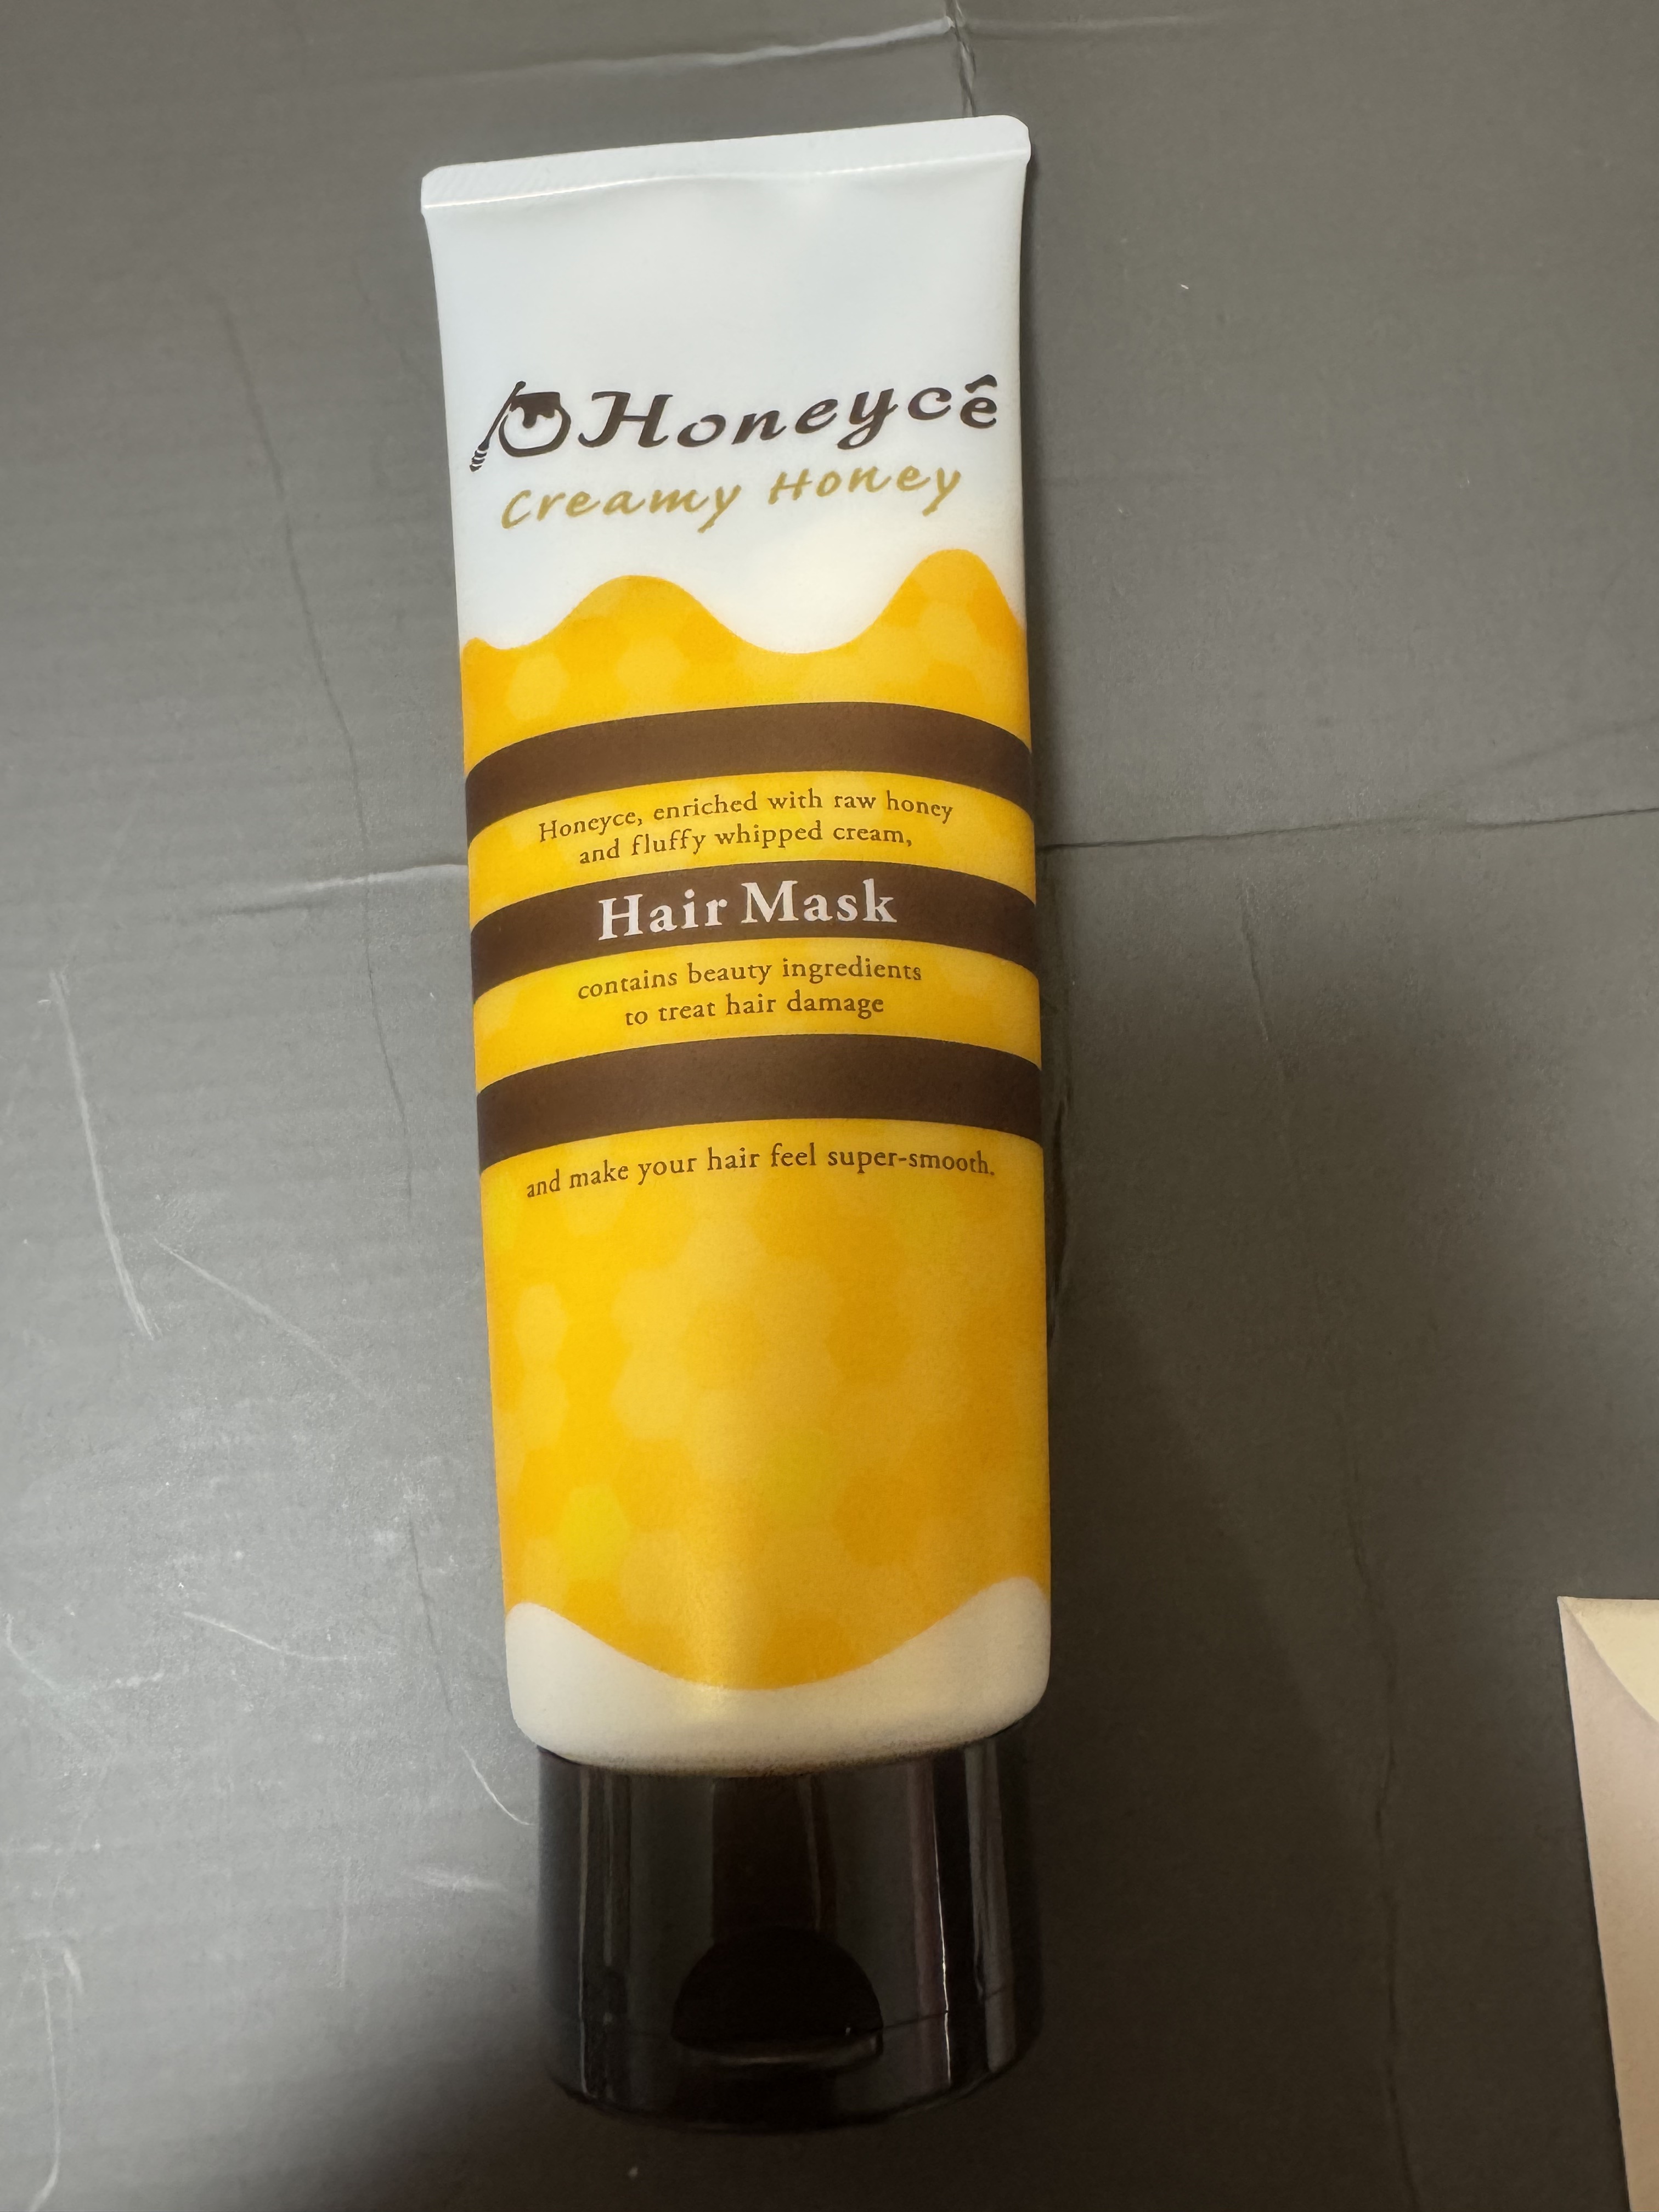 Honeycê
Creamy Honey
Honeyce, enriched with raw honey
and fluffy whipped cream,
Hair Mask
contains beauty ingredients
to treat hair damage
and make your hair feel super-smooth.